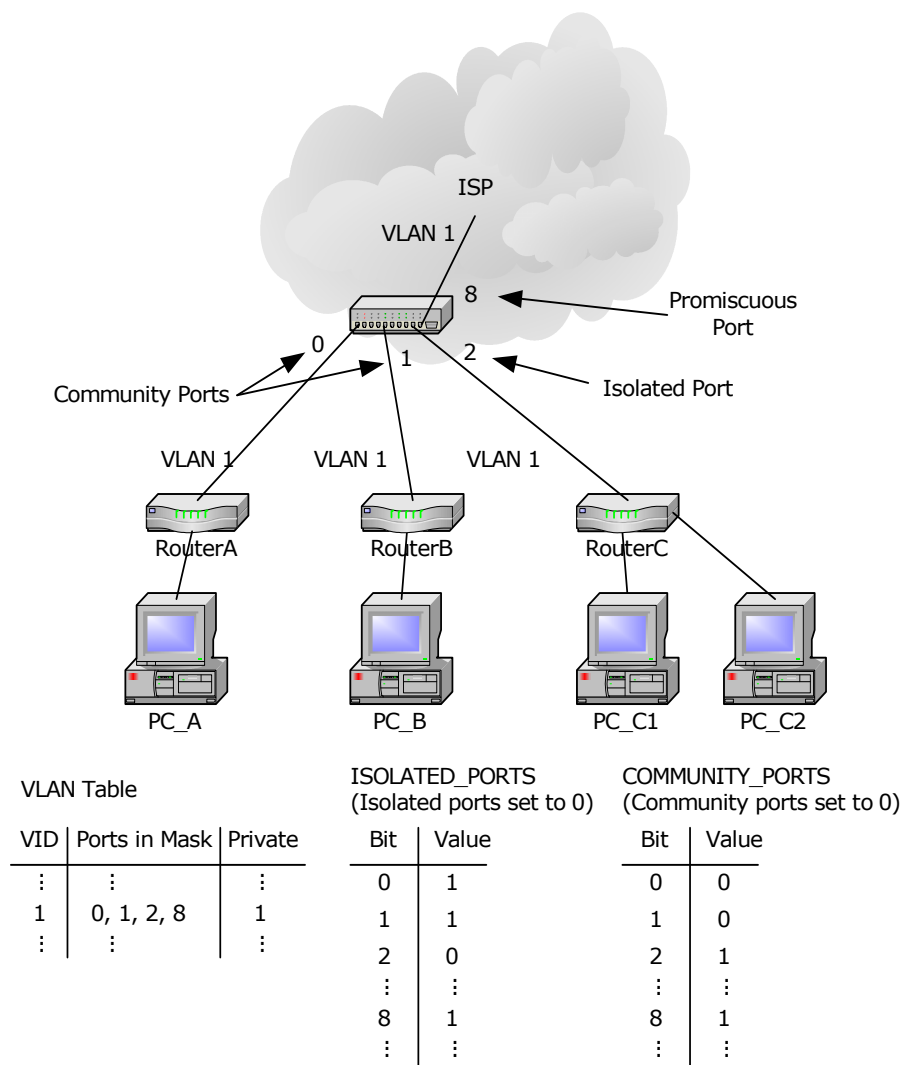 ISP
VLAN 1
8
Promiscuous
Port
0
1
2
Community Ports
Isolated Port
VLAN 1
VLAN 1
VLAN 1
RouterA
RouterB
RouterC
PC_A
PC_B
PC_C1
PC_C2
VLAN Table
VID Ports in Mask Private
⋮ ⋮ ⋮
1 0, 1, 2, 8 1
⋮ ⋮ ⋮
ISOLATED_PORTS
(Isolated ports set to 0)
Bit Value
0 1
1 1
2 0
⋮ ⋮
8 1
⋮ ⋮
COMMUNITY_PORTS
(Community ports set to 0)
Bit Value
0 0
1 0
2 1
⋮ ⋮
8 1
⋮ ⋮